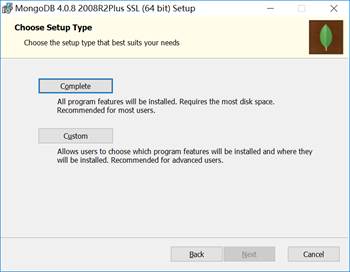 MongoDB 4.0.8 2008R2Plus SSL (64 bit) Setup
Choose Setup Type
Choose the setup type that best suits your needs
Complete
All program features will be installed. Requires the most disk space.
Recommended for most users.
Custom
Allows users to choose which program features will be installed and where they
will be installed. Recommended for advanced users.
Back Next Cancel